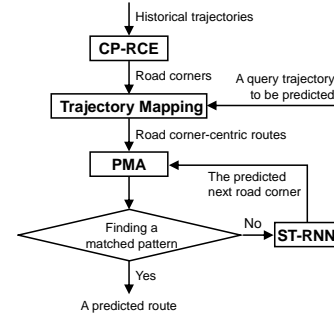 Historical trajectories
CP-RCE
Road corners
A query trajectory
to be predicted
Trajectory Mapping
Road corner-centric routes
PMA
The predicted
next road corner
Finding a
matched pattern
No
ST-RNN
Yes
A predicted route